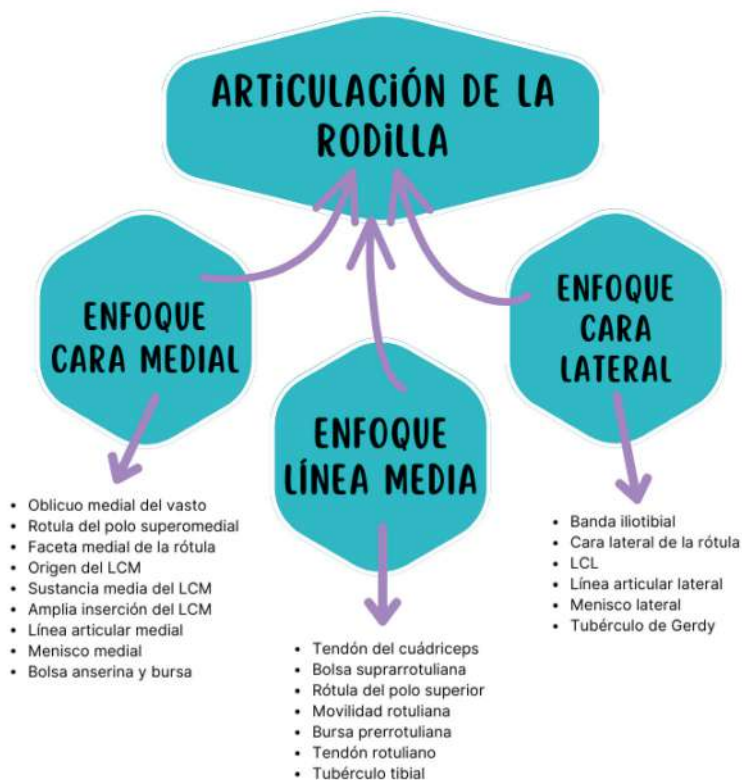 ARTiCULACiÓN DE LA
RODiLLA
ENFOQUE
CARA MEDIAL
ENFOQUE
LÍNEA MEDIA
ENFOQUE
CARA
LATERAL
• Oblicuo medial del vasto
• Rotula del polo superomedial
• Faceta medial de la rótula
• Origen del LCM
• Sustancia media del LCM
• Amplia inserción del LCM
• Línea articular medial
• Menisco medial
• Bolsa anserina y bursa
• Tendón del cuádriceps
• Bolsa suprarrotuliana
• Rótula del polo superior
• Movilidad rotuliana
• Bursa prerrotuliana
• Tendón rotuliano
• Tubérculo tibial
• Banda iliotibial
• Cara lateral de la rótula
• LCL
• Línea articular lateral
• Menisco lateral
• Tubérculo de Gerdy